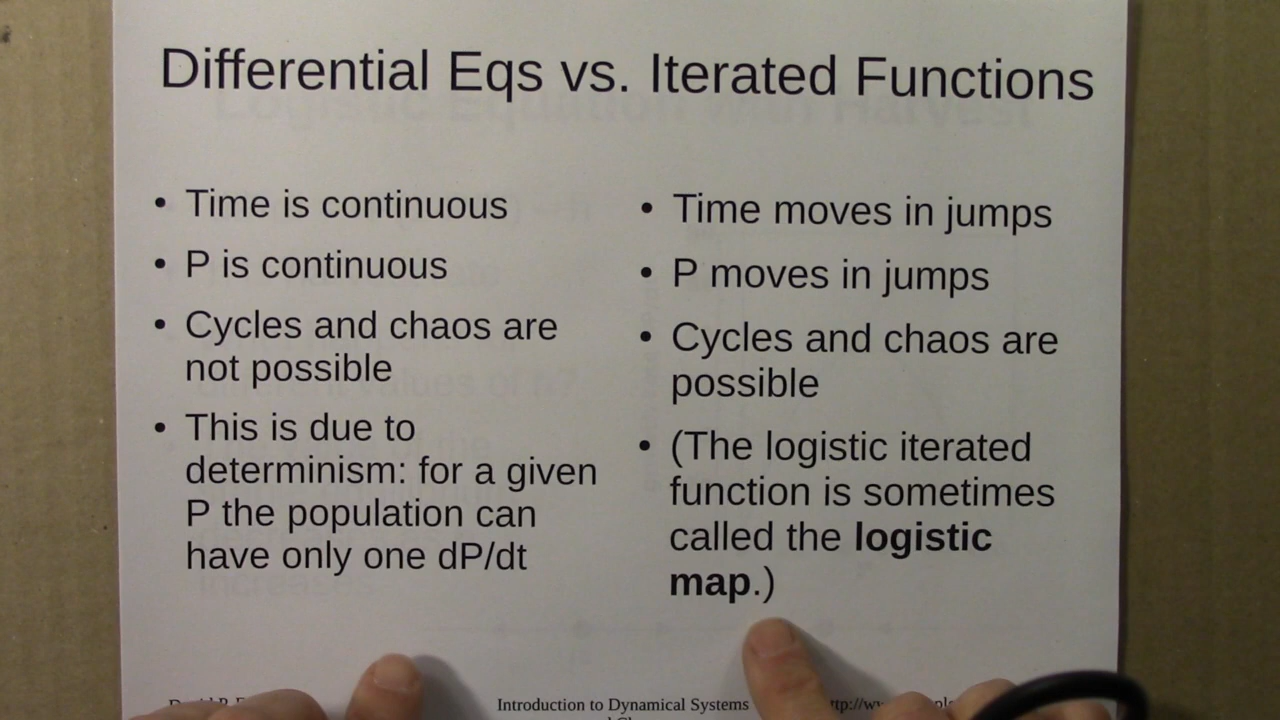 Differential Eqs vs. Iterated Functions
• Time is continuous
• P is continuous
• Cycles and chaos are
not possible
• This is due to
determinism: for a given
P the population can
have only one dP/dt
• Time moves in jumps
• P moves in jumps
• Cycles and chaos are
possible
• (The logistic iterated
function is sometimes
called the logistic
map.)
Introduction to Dynamical Systems